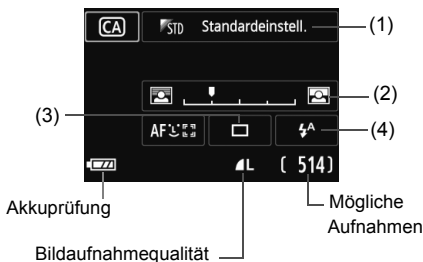 CA
STD Standardeinstell.
(1)
(2)
(3)
AF
A
(4)
L
( 514)
Akkuprüfung
Mögliche
Aufnahmen
Bildaufnahmequalität